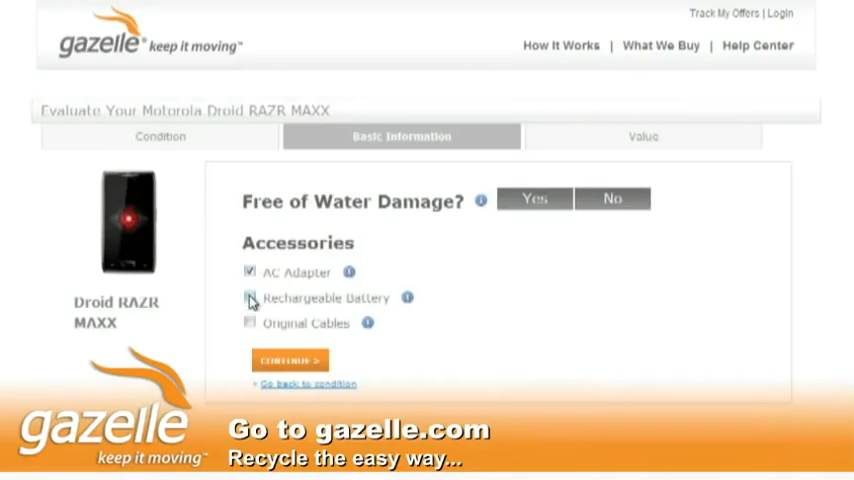 Track My Offers | Login
gazelle® keep it moving™
How It Works | What We Buy | Help Center
Evaluate Your Motorola Droid RAZR MAXX
Condition
Basic Information
Value
Free of Water Damage?
Yes
No
Accessories
AC Adapter
Rechargeable Battery
Original Cables
Droid RAZR
MAXX
CONTINUE >
Go back to condition
gazelle
keep it moving™
Go to gazelle.com
Recycle the easy way...